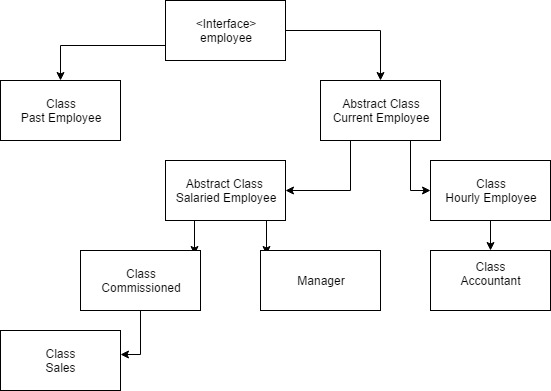 <Interface>
employee
Class
Past Employee
Abstract Class
Current Employee
Abstract Class
Salaried Employee
Class
Hourly Employee
Class
Commissioned
Manager
Class
Accountant
Class
Sales